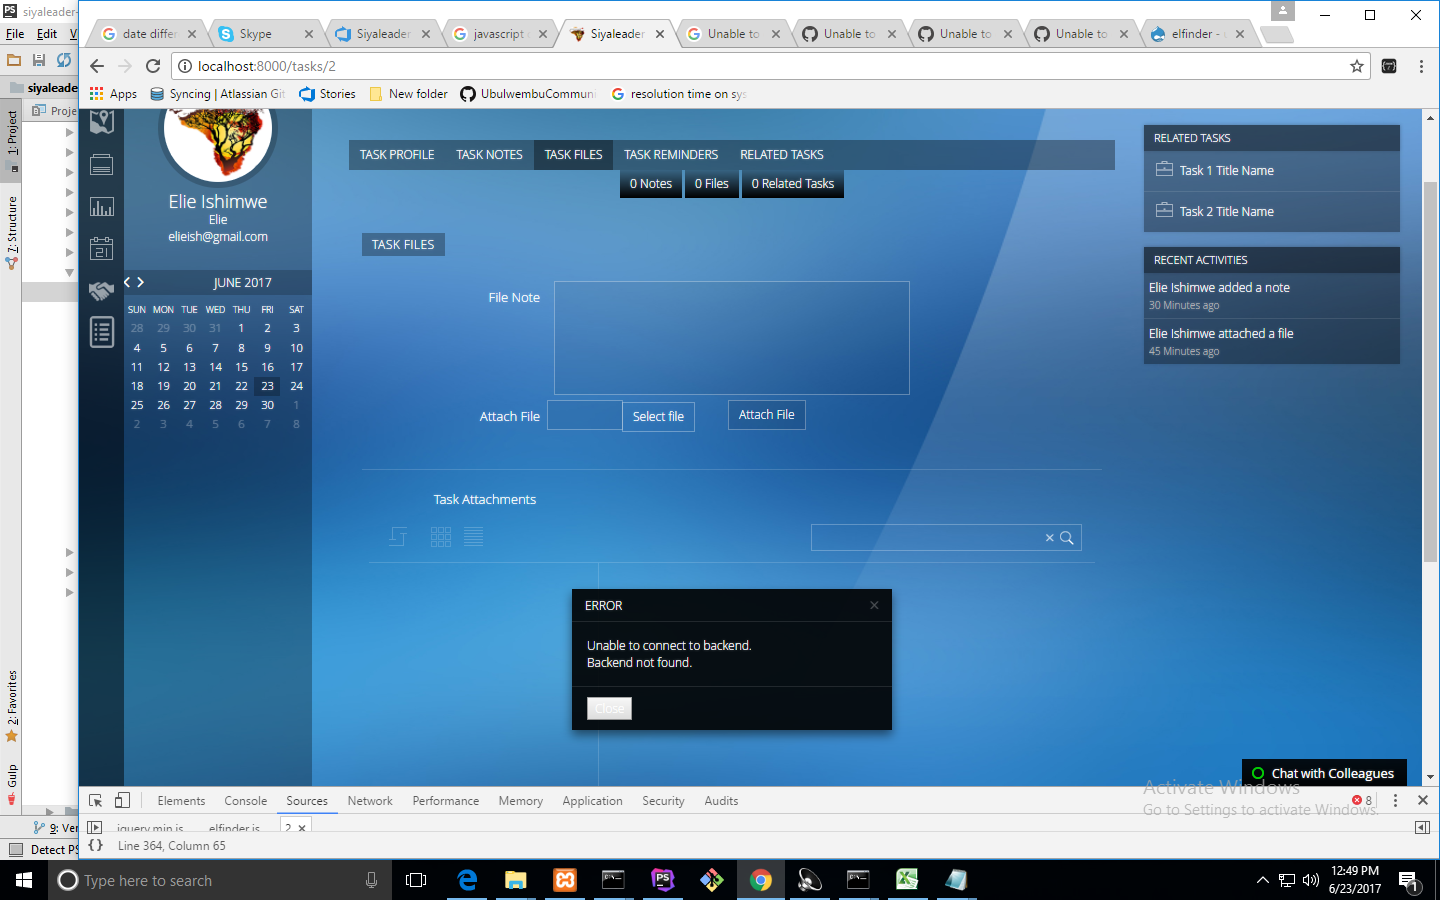 siyaleader-
File Edit V
siyaleade
Proje
1: Project
7: Structure
2: Favorites
Gulp
9: Ver
Detect PS
date differ
Skype
Siyaleader
javascript
Siyaleader
Unable to
Unable to
Unable to
Unable to
elfinder -
localhost:8000/tasks/2
Apps
Syncing | Atlassian Git
Stories
New folder
UbulwembuCommuni
resolution time on sys
Elie Ishimwe
Elie
elieish@gmail.com
JUNE 2017
SUN MON TUE WED THU FRI SAT
28 29 30 31 1 2 3
4 5 6 7 8 9 10
11 12 13 14 15 16 17
18 19 20 21 22 23 24
25 26 27 28 29 30 1
2 3 4 5 6 7 8
TASK PROFILE TASK NOTES TASK FILES TASK REMINDERS RELATED TASKS
0 Notes 0 Files 0 Related Tasks
TASK FILES
File Note
Attach File Select file Attach File
Task Attachments
ERROR
Unable to connect to backend.
Backend not found.
Close
RELATED TASKS
Task 1 Title Name
Task 2 Title Name
RECENT ACTIVITIES
Elie Ishimwe added a note
30 Minutes ago
Elie Ishimwe attached a file
45 Minutes ago
Chat with Colleagues
Activate Windows
Go to Settings to activate Windows.
Elements Console Sources Network Performance Memory Application Security Audits 8
jquery.min.js elfinder.js 2
{} Line 364, Column 65
Type here to search
12:49 PM
6/23/2017
1